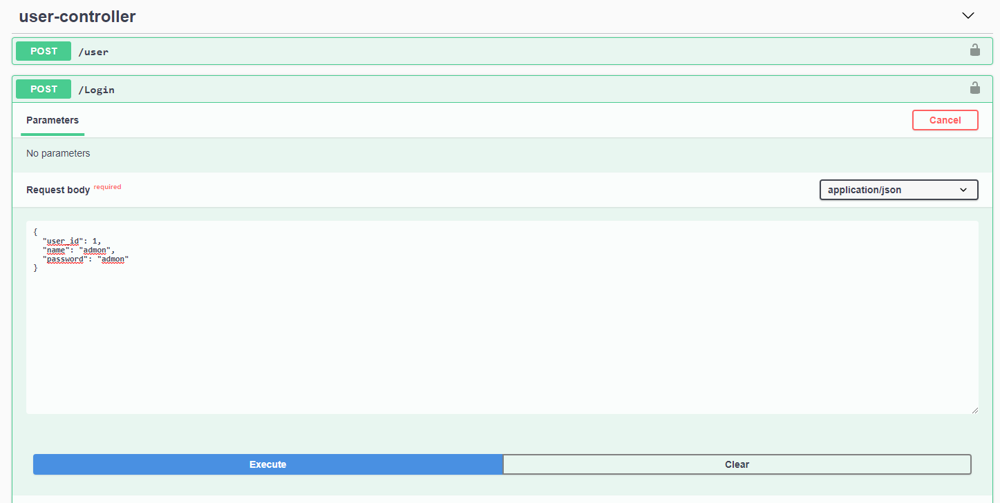 user-controller
POST /user
POST /Login
Parameters
Cancel
No parameters
Request body required
application/json
{
"user_id": 1,
"name": "admon",
"password": "admon"
}
Execute
Clear